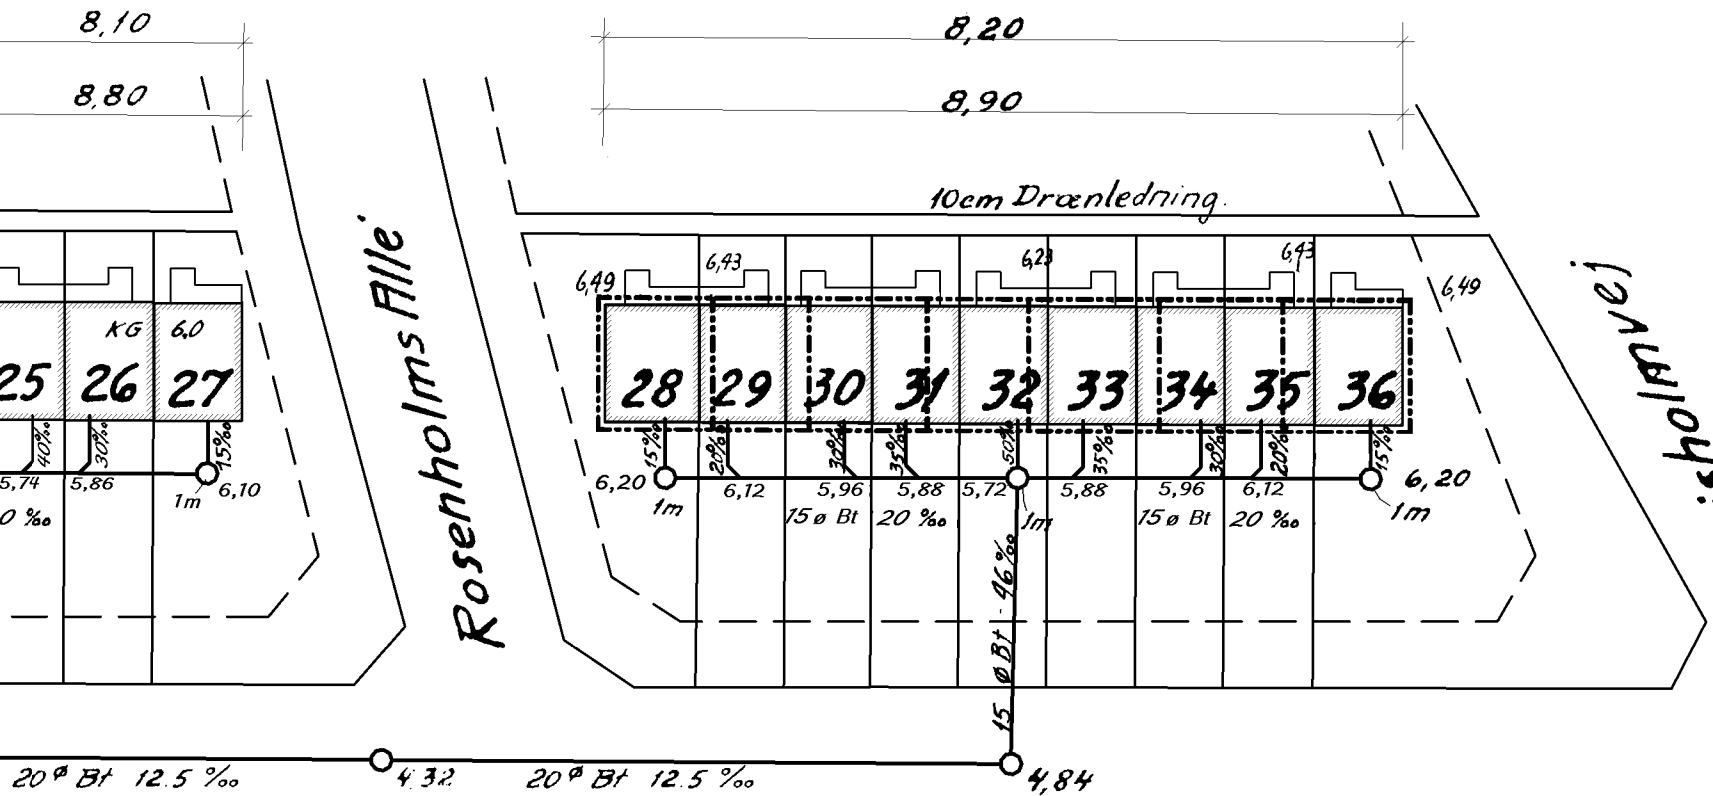 8,10
8,20
8,80
8,90
10cm Drænledning.
Rosenholms Allé
6,49
6,43
6,23
6,43
6,49
KG 6.0
25 26 27
28 29 30 31 32 33 34 35 36
40‰ 30‰ 15‰
15‰ 20‰ 30‰ 35‰ 50‰ 35‰ 30‰ 20‰ 15‰
5,74 5,86 6,10
1m
6,20 6,12 5,96 5,88 5,72 5,88 5,96 6,12 6,20
1m 1m 1m
0 ‰
15 ø Bt 20 ‰
15 ø Bt 20 ‰
15 ø Bt - 46 ‰
sholmvej
20 ø Bt 12.5 ‰
4.32
20 ø Bt 12.5 ‰
4,84